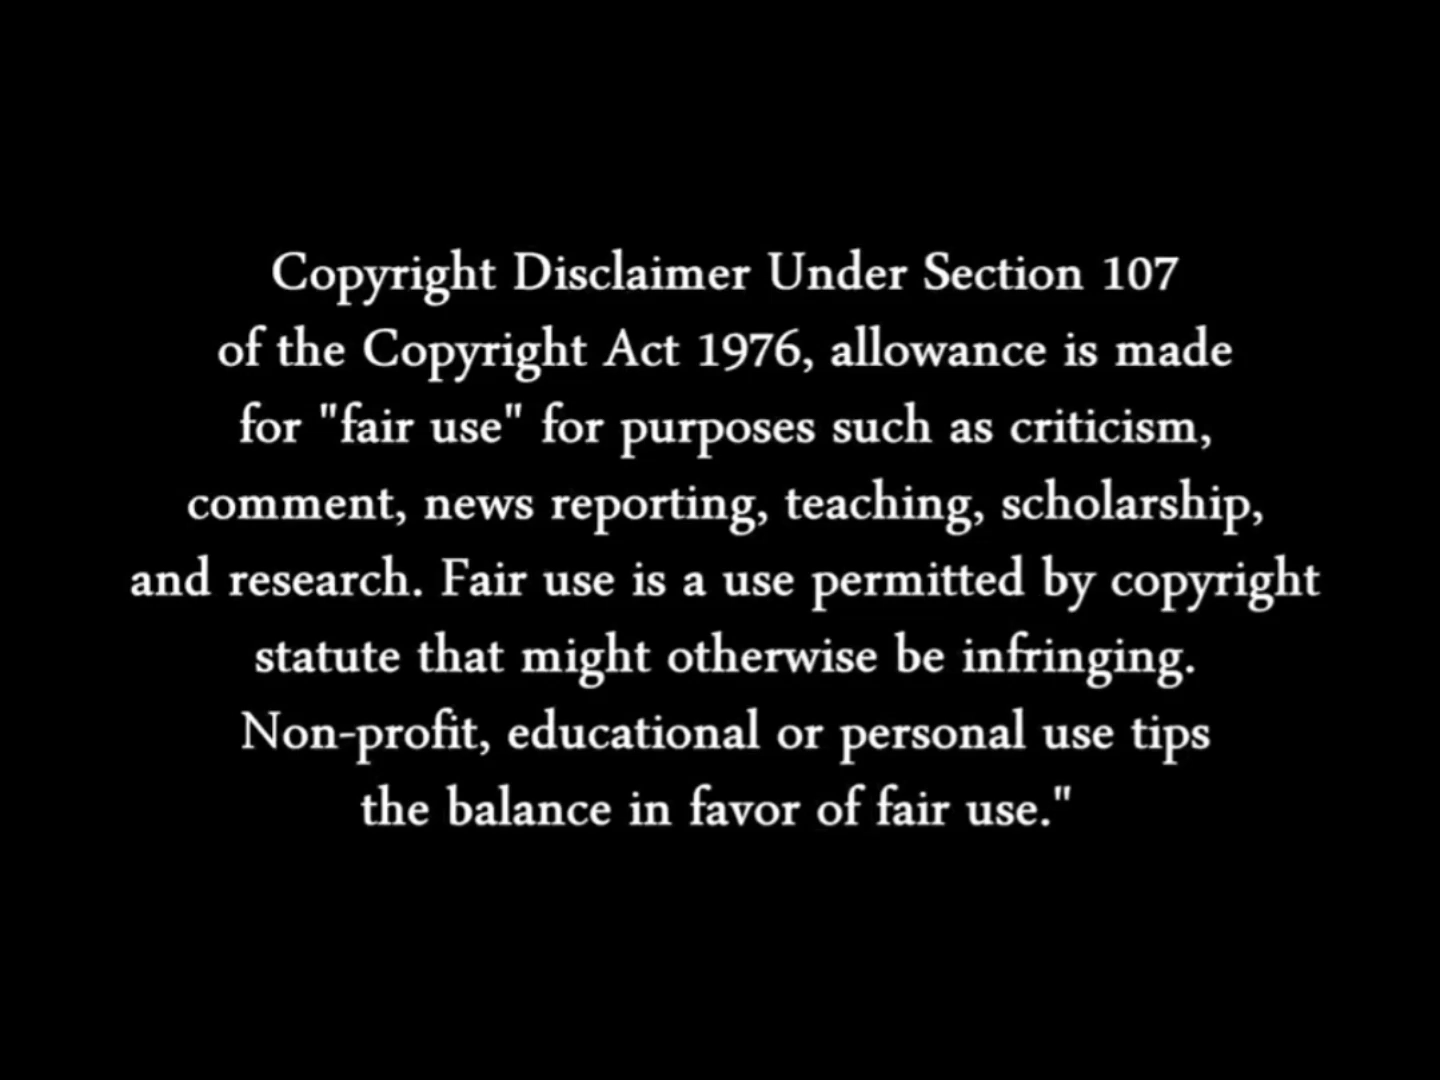 Copyright Disclaimer Under Section 107
of the Copyright Act 1976, allowance is made
for "fair use" for purposes such as criticism,
comment, news reporting, teaching, scholarship,
and research. Fair use is a use permitted by copyright
statute that might otherwise be infringing.
Non-profit, educational or personal use tips
the balance in favor of fair use."